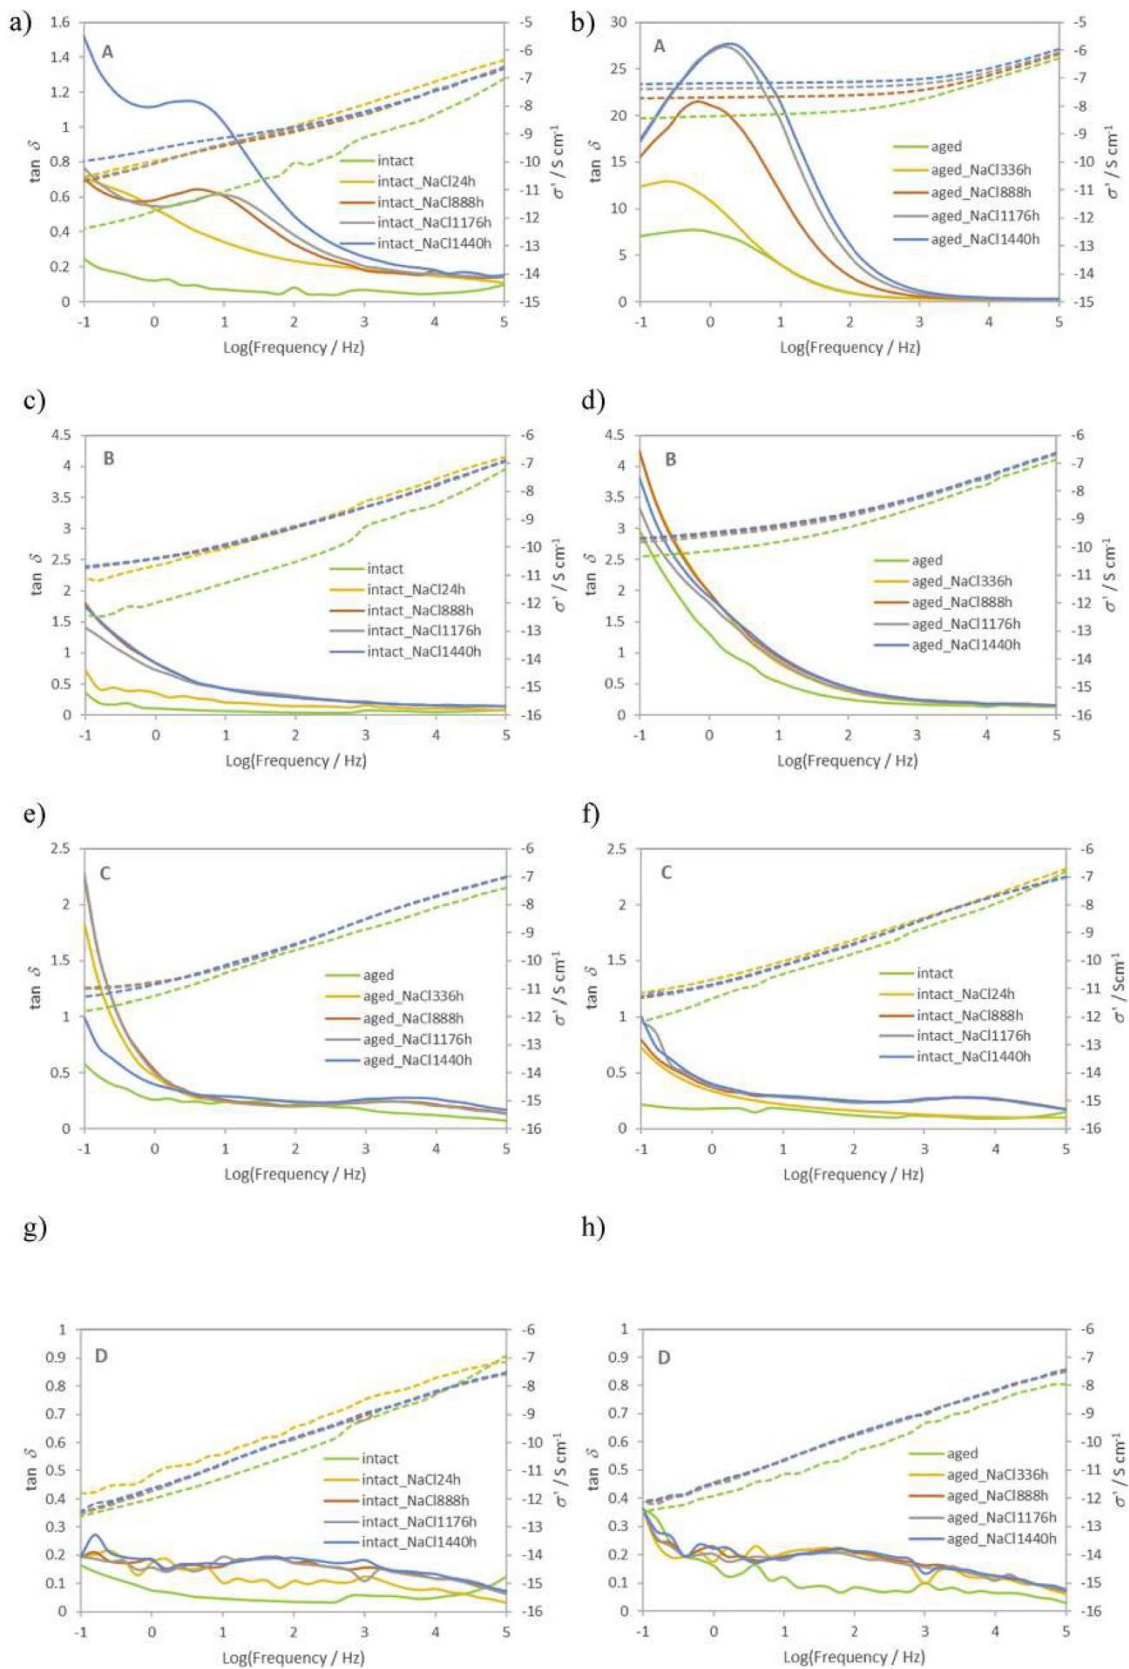 a)
A
1.6
1.4
1.2
1
0.8
0.6
0.4
0.2
0
tan δ
-5
-6
-7
-8
-9
-10
-11
-12
-13
-14
-15
σ' / S cm⁻¹
intact
intact_NaCl24h
intact_NaCl888h
intact_NaCl1176h
intact_NaCl1440h
-1 0 1 2 3 4 5
Log(Frequency / Hz)
b)
A
30
25
20
15
10
5
0
tan δ
-5
-6
-7
-8
-9
-10
-11
-12
-13
-14
-15
σ' / S cm⁻¹
aged
aged_NaCl336h
aged_NaCl888h
aged_NaCl1176h
aged_NaCl1440h
-1 0 1 2 3 4 5
Log(Frequency / Hz)
c)
B
4.5
4
3.5
3
2.5
2
1.5
1
0.5
0
tan δ
-6
-7
-8
-9
-10
-11
-12
-13
-14
-15
-16
σ' / S cm⁻¹
intact
intact_NaCl24h
intact_NaCl888h
intact_NaCl1176h
intact_NaCl1440h
-1 0 1 2 3 4 5
Log(Frequency / Hz)
d)
B
4.5
4
3.5
3
2.5
2
1.5
1
0.5
0
tan δ
-6
-7
-8
-9
-10
-11
-12
-13
-14
-15
-16
σ' / S cm⁻¹
aged
aged_NaCl336h
aged_NaCl888h
aged_NaCl1176h
aged_NaCl1440h
-1 0 1 2 3 4 5
Log(Frequency / Hz)
e)
C
2.5
2
1.5
1
0.5
0
tan δ
-6
-7
-8
-9
-10
-11
-12
-13
-14
-15
-16
σ' / S cm⁻¹
aged
aged_NaCl336h
aged_NaCl888h
aged_NaCl1176h
aged_NaCl1440h
-1 0 1 2 3 4 5
Log(Frequency / Hz)
f)
C
2.5
2
1.5
1
0.5
0
tan δ
-6
-7
-8
-9
-10
-11
-12
-13
-14
-15
-16
σ' / Scm⁻¹
intact
intact_NaCl24h
intact_NaCl888h
intact_NaCl1176h
intact_NaCl1440h
-1 0 1 2 3 4 5
Log(Frequency / Hz)
g)
D
1
0.9
0.8
0.7
0.6
0.5
0.4
0.3
0.2
0.1
0
tan δ
-6
-7
-8
-9
-10
-11
-12
-13
-14
-15
-16
σ' / S cm⁻¹
intact
intact_NaCl24h
intact_NaCl888h
intact_NaCl1176h
intact_NaCl1440h
-1 0 1 2 3 4 5
Log(Frequency / Hz)
h)
D
1
0.9
0.8
0.7
0.6
0.5
0.4
0.3
0.2
0.1
0
tan δ
-6
-7
-8
-9
-10
-11
-12
-13
-14
-15
-16
σ' / S cm⁻¹
aged
aged_NaCl336h
aged_NaCl888h
aged_NaCl1176h
aged_NaCl1440h
-1 0 1 2 3 4 5
Log(Frequency / Hz)